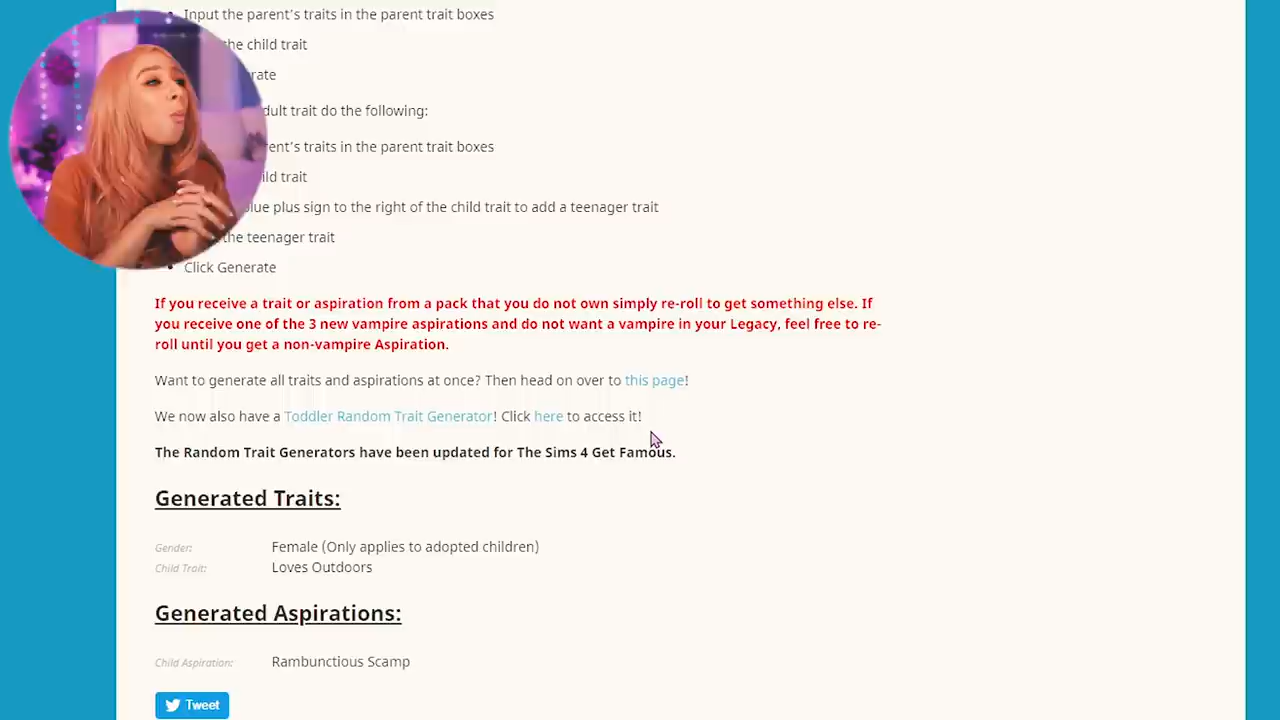 Input the parent's traits in the parent trait boxes
the child trait
do the following:
traits in the parent trait boxes
trait
plus sign to the right of the child trait to add a teenager trait
the teenager trait
Click Generate
If you receive a trait or aspiration from a pack that you do not own simply re-roll to get something else. If
you receive one of the 3 new vampire aspirations and do not want a vampire in your Legacy, feel free to re-
roll until you get a non-vampire Aspiration.
Want to generate all traits and aspirations at once? Then head on over to this page!
We now also have a Toddler Random Trait Generator! Click here to access it!
The Random Trait Generators have been updated for The Sims 4 Get Famous.
Generated Traits:
Gender: Female (Only applies to adopted children)
Child Trait: Loves Outdoors
Generated Aspirations:
Child Aspiration: Rambunctious Scamp
Tweet